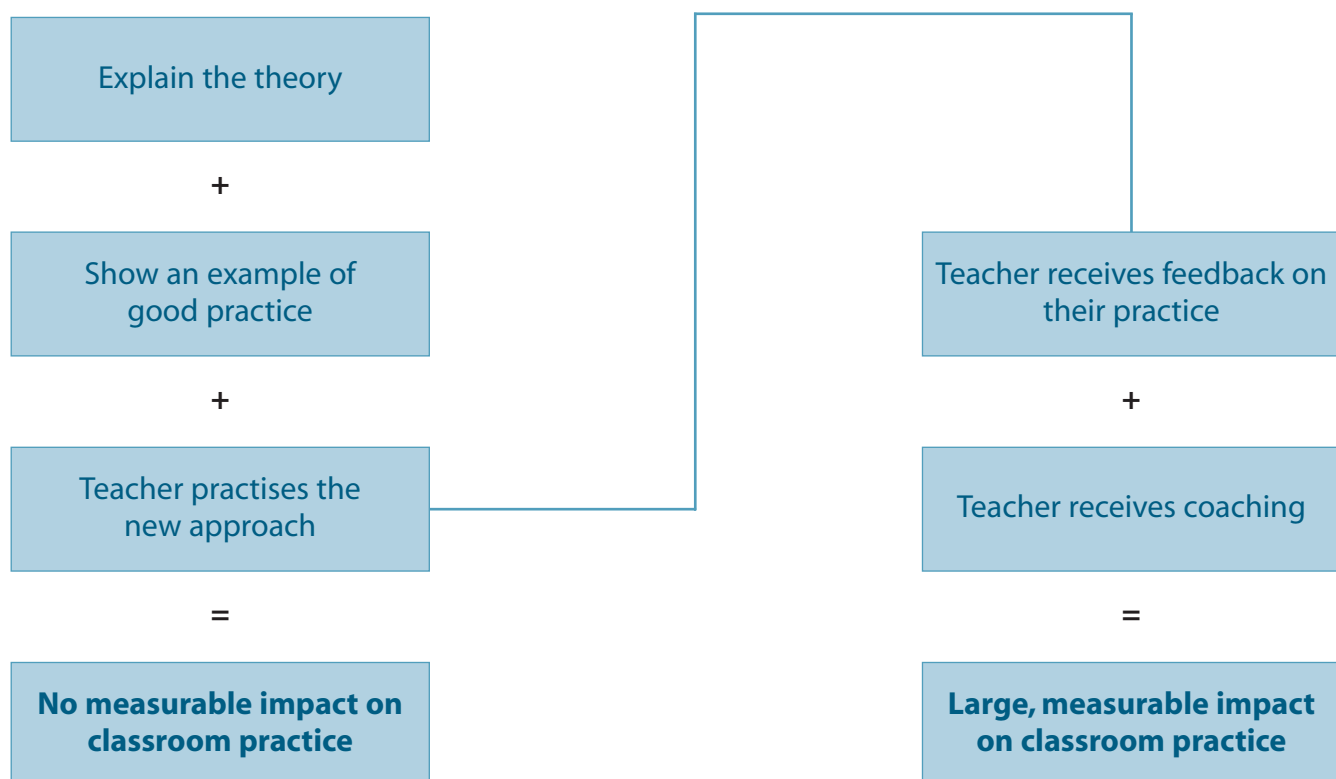 Explain the theory
+
Show an example of
good practice
+
Teacher practises the
new approach
=
No measurable impact on
classroom practice
Teacher receives feedback on
their practice
+
Teacher receives coaching
=
Large, measurable impact
on classroom practice